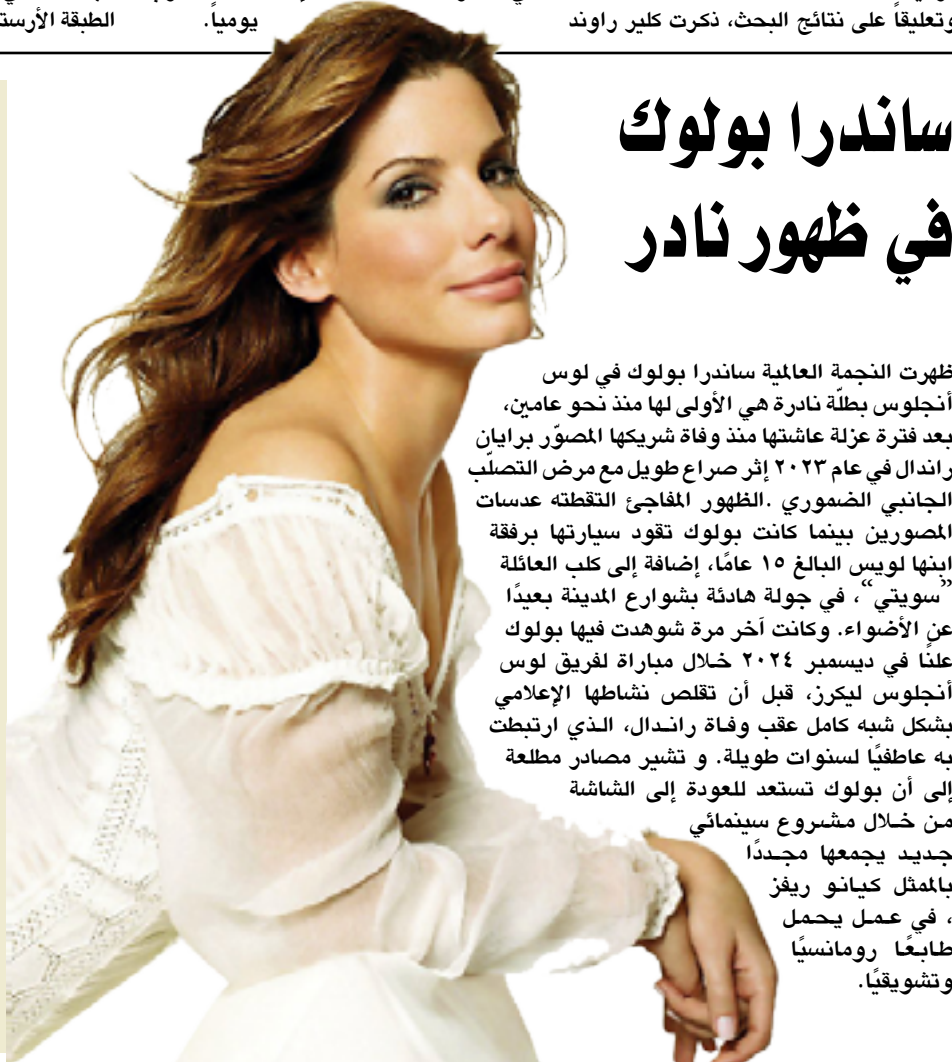 وتعليقاً على نتائج البحث، ذكرت كلير راوند
يومياً.
الطبقة
ساندرا بولوك
في ظهور نادر
ظهرت النجمة العالمية ساندرا بولوك في لوس
أنجلوس بطلّة نادرة هي الأولى لها منذ نحو عامين،
بعد فترة عزلة عاشتها منذ وفاة شريكها المصوّر برايان
راندال في عام ٢٠٢٣ إثر صراع طويل مع مرض التصلّب
الجانبي الضموري .الظهور المفاجئ التقطته عدسات
المصورين بينما كانت بولوك تقود سيارتها برفقة
ابنها لويس البالغ ١٥ عامًا، إضافة إلى كلب العائلة
“سويتي”، في جولة هادئة بشوارع المدينة بعيدًا
عن الأضواء. وكانت آخر مرة شوهدت فيها بولوك
علنًا في ديسمبر ٢٠٢٤ خلال مباراة لفريق لوس
أنجلوس ليكرز، قبل أن تقلص نشاطها الإعلامي
بشكل شبه كامل عقب وفاة راندال، الذي ارتبطت
به عاطفيًا لسنوات طويلة. و تشير مصادر مطلعة
إلى أن بولوك تستعد للعودة إلى الشاشة
من خلال مشروع سينمائي
جديد يجمعها مجددًا
بالممثل كيانو ريفز
، في عمل يحمل
طابعًا رومانسيًا
وتشويقيًا.